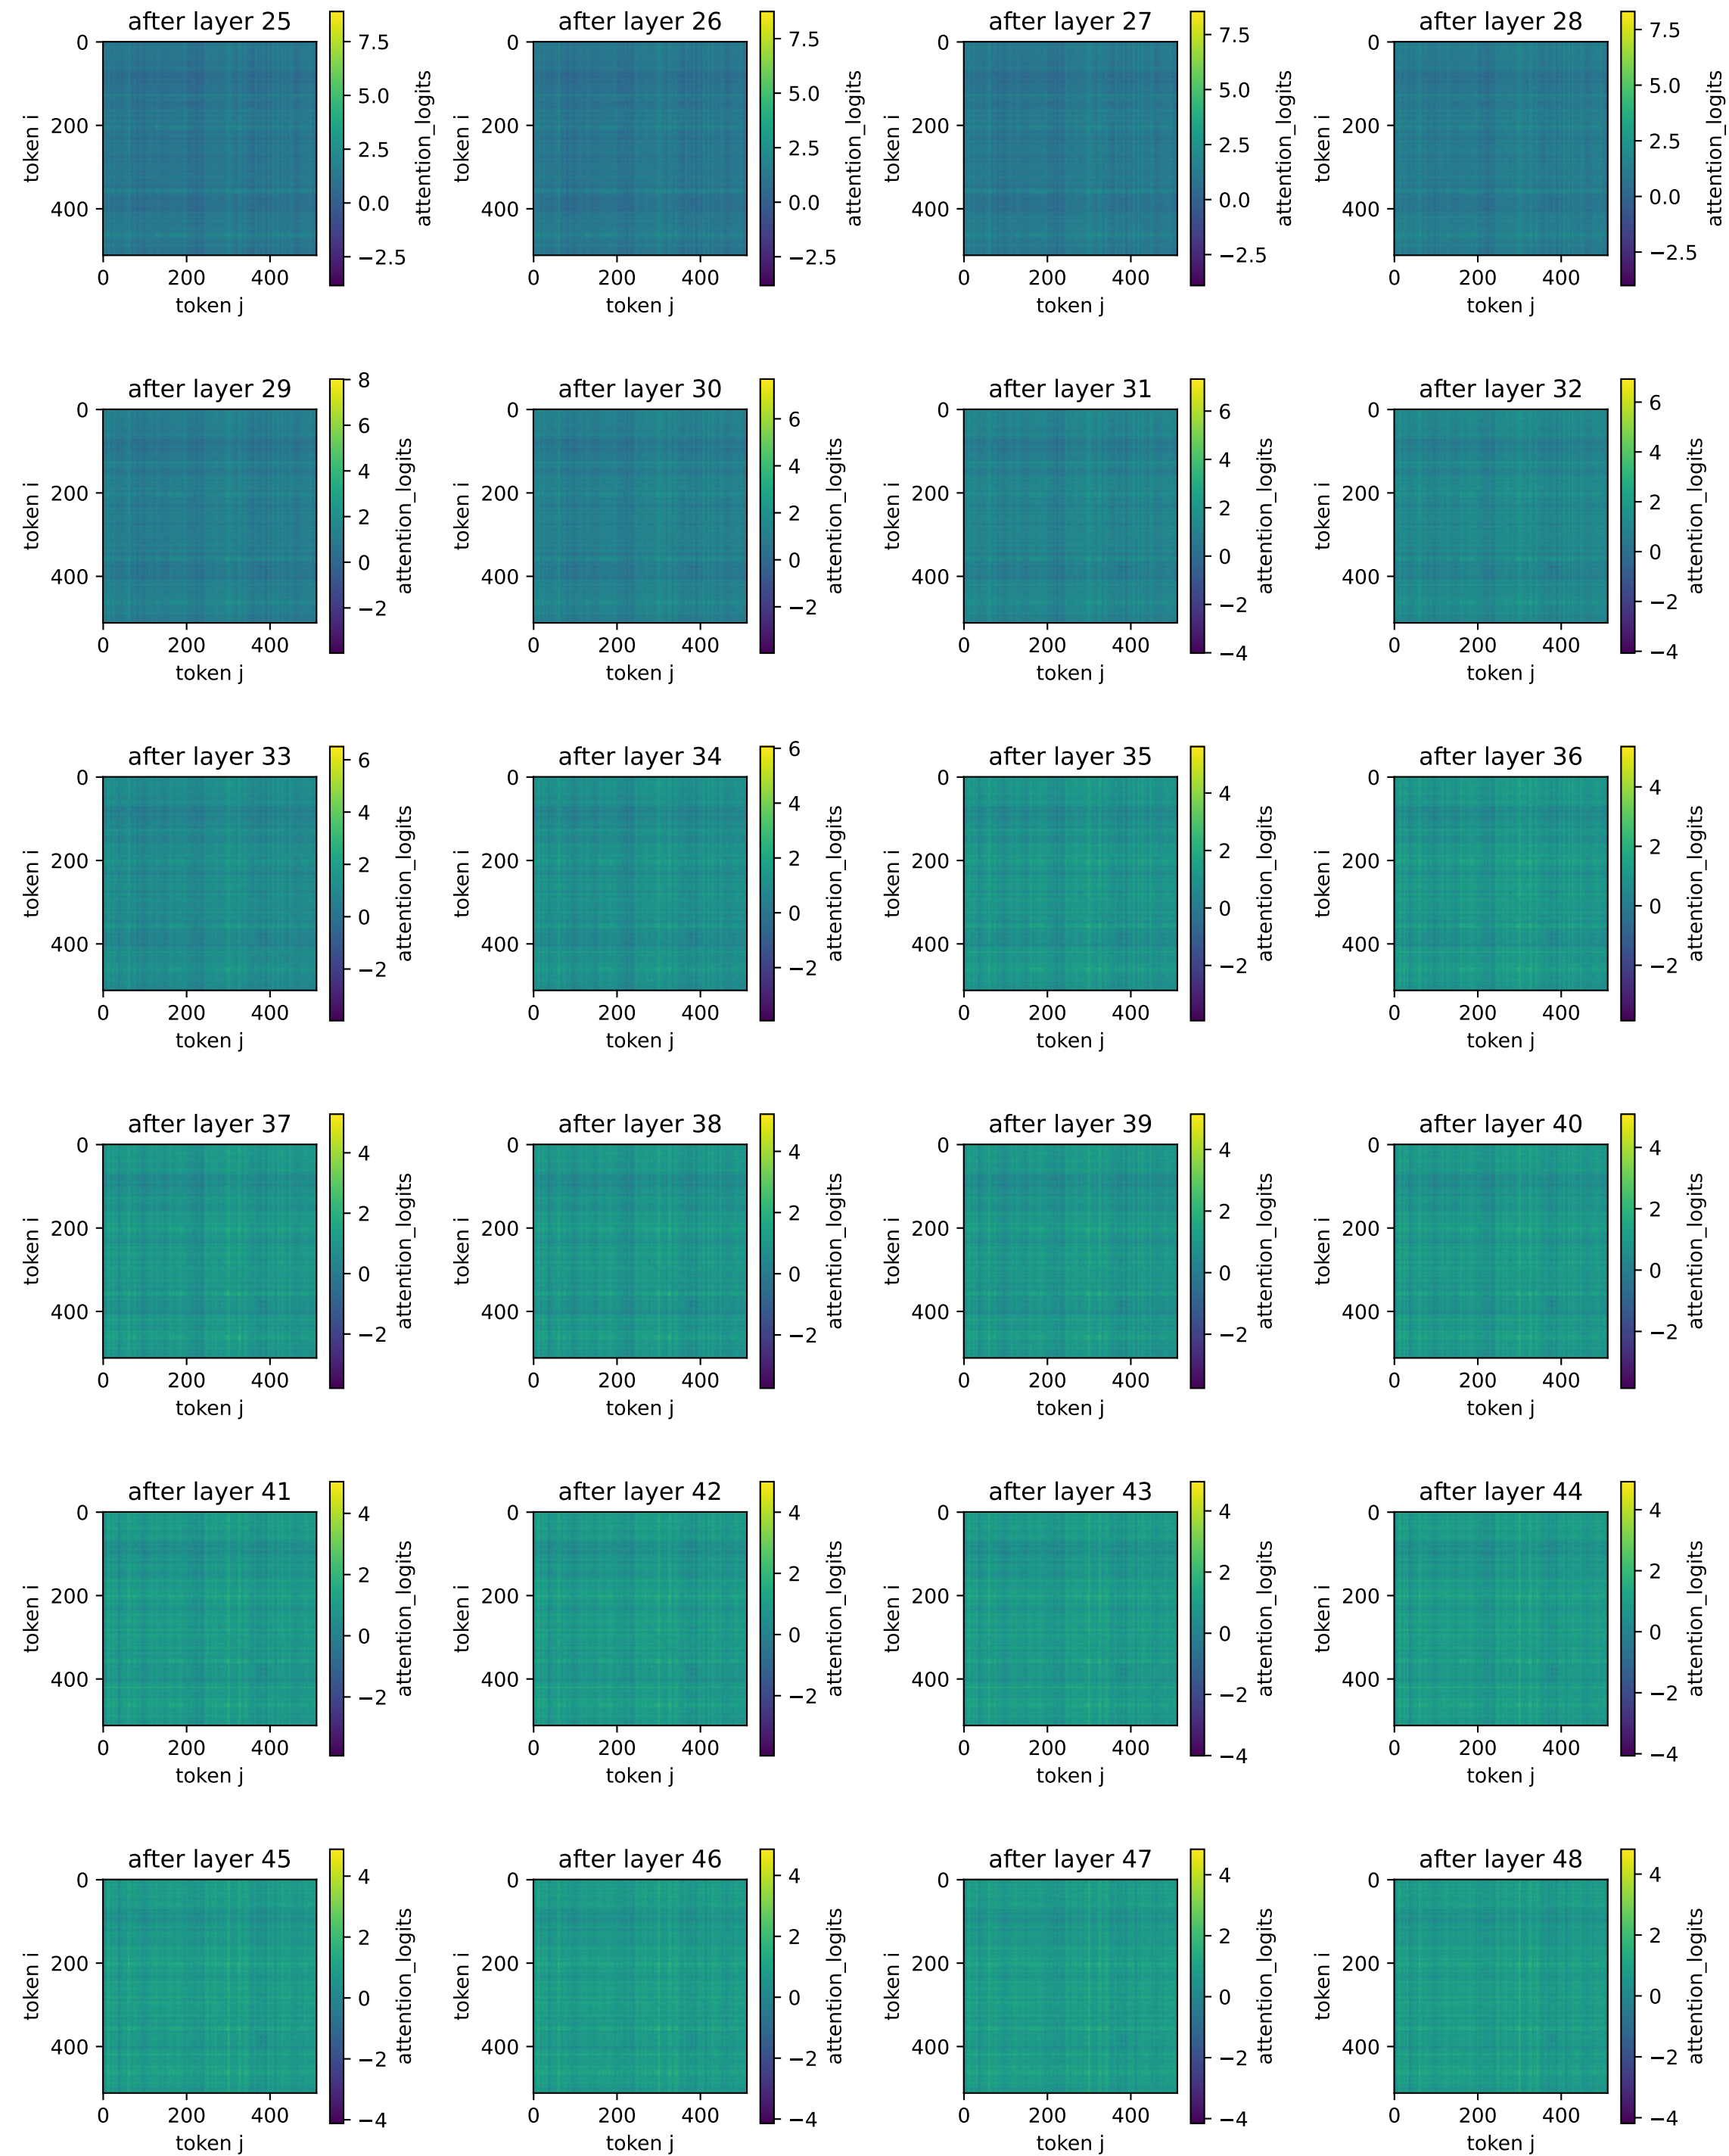 after layer 25
0
200
400
token i
0 200 400
token j
7.5
5.0
2.5
0.0
−2.5
attention_logits
after layer 26
0
200
400
token i
0 200 400
token j
7.5
5.0
2.5
0.0
−2.5
attention_logits
after layer 27
0
200
400
token i
0 200 400
token j
7.5
5.0
2.5
0.0
−2.5
attention_logits
after layer 28
0
200
400
token i
0 200 400
token j
7.5
5.0
2.5
0.0
−2.5
attention_logits
after layer 29
0
200
400
token i
0 200 400
token j
8
6
4
2
0
−2
attention_logits
after layer 30
0
200
400
token i
0 200 400
token j
6
4
2
0
−2
attention_logits
after layer 31
0
200
400
token i
0 200 400
token j
6
4
2
0
−2
−4
attention_logits
after layer 32
0
200
400
token i
0 200 400
token j
6
4
2
0
−2
−4
attention_logits
after layer 33
0
200
400
token i
0 200 400
token j
6
4
2
0
−2
attention_logits
after layer 34
0
200
400
token i
0 200 400
token j
6
4
2
0
−2
attention_logits
after layer 35
0
200
400
token i
0 200 400
token j
4
2
0
−2
attention_logits
after layer 36
0
200
400
token i
0 200 400
token j
4
2
0
−2
attention_logits
after layer 37
0
200
400
token i
0 200 400
token j
4
2
0
−2
attention_logits
after layer 38
0
200
400
token i
0 200 400
token j
4
2
0
−2
attention_logits
after layer 39
0
200
400
token i
0 200 400
token j
4
2
0
−2
attention_logits
after layer 40
0
200
400
token i
0 200 400
token j
4
2
0
−2
attention_logits
after layer 41
0
200
400
token i
0 200 400
token j
4
2
0
−2
attention_logits
after layer 42
0
200
400
token i
0 200 400
token j
4
2
0
−2
attention_logits
after layer 43
0
200
400
token i
0 200 400
token j
4
2
0
−2
−4
attention_logits
after layer 44
0
200
400
token i
0 200 400
token j
4
2
0
−2
−4
attention_logits
after layer 45
0
200
400
token i
0 200 400
token j
4
2
0
−2
−4
attention_logits
after layer 46
0
200
400
token i
0 200 400
token j
4
2
0
−2
−4
attention_logits
after layer 47
0
200
400
token i
0 200 400
token j
4
2
0
−2
−4
attention_logits
after layer 48
0
200
400
token i
0 200 400
token j
4
2
0
−2
−4
attention_logits